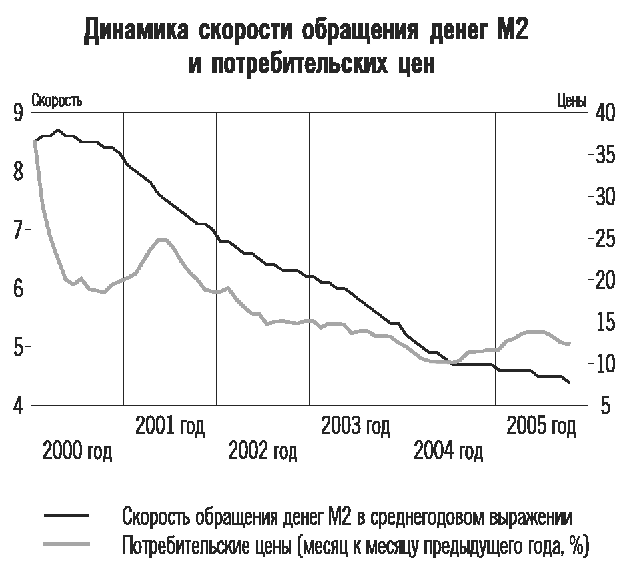 Динамика скорости обращения денег М2
и потребительских цен
Скорость
Цены
9
8
7
6
5
4
40
35
30
25
20
15
10
5
2000 год
2001 год
2002 год
2003 год
2004 год
2005 год
Скорость обращения денег М2 в среднегодовом выражении
Потребительские цены (месяц к месяцу предыдущего года, %)